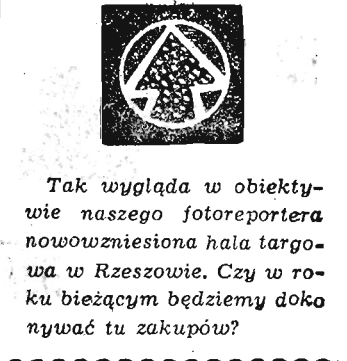 Tak wygląda w obiekty-
wie naszego fotoreportera
nowowzniesiona hala targo-
wa w Rzeszowie. Czy w ro-
ku bieżącym będziemy doko
nywać tu zakupów?